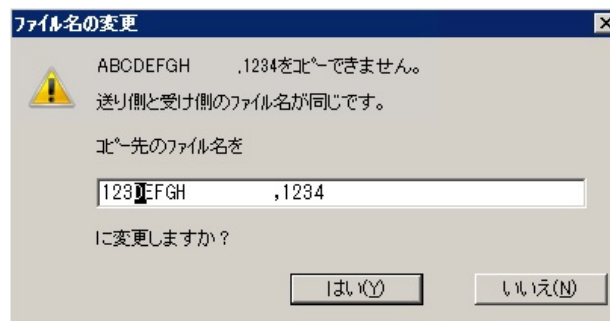 ファイル名の変更
ABCDEFGH      ,1234をコピーできません。
送り側と受け側のファイル名が同じです。
コピー先のファイル名を
123DEFGH        ,1234
に変更しますか？
はい(Y)
いいえ(N)